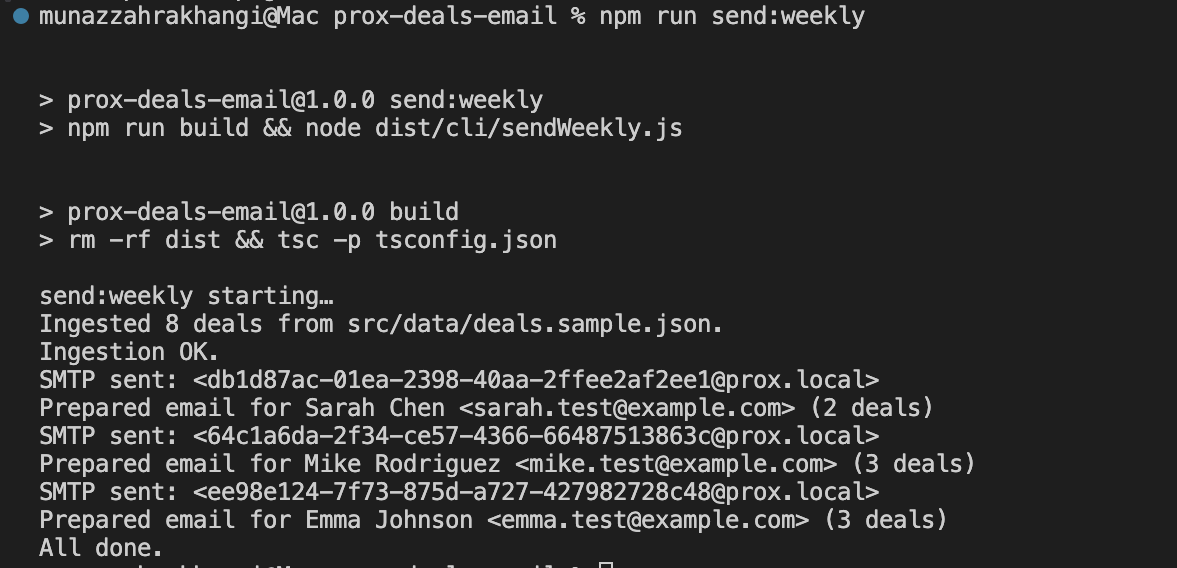 munazzahrakhangi@Mac prox-deals-email % npm run send:weekly
> prox-deals-email@1.0.0 send:weekly
> npm run build && node dist/cli/sendWeekly.js
> prox-deals-email@1.0.0 build
> rm -rf dist && tsc -p tsconfig.json
send:weekly starting…
Ingested 8 deals from src/data/deals.sample.json.
Ingestion OK.
SMTP sent: <db1d87ac-01ea-2398-40aa-2ffee2af2ee1@prox.local>
Prepared email for Sarah Chen <sarah.test@example.com> (2 deals)
SMTP sent: <64c1a6da-2f34-ce57-4366-66487513863c@prox.local>
Prepared email for Mike Rodriguez <mike.test@example.com> (3 deals)
SMTP sent: <ee98e124-7f73-875d-a727-427982728c48@prox.local>
Prepared email for Emma Johnson <emma.test@example.com> (3 deals)
All done.